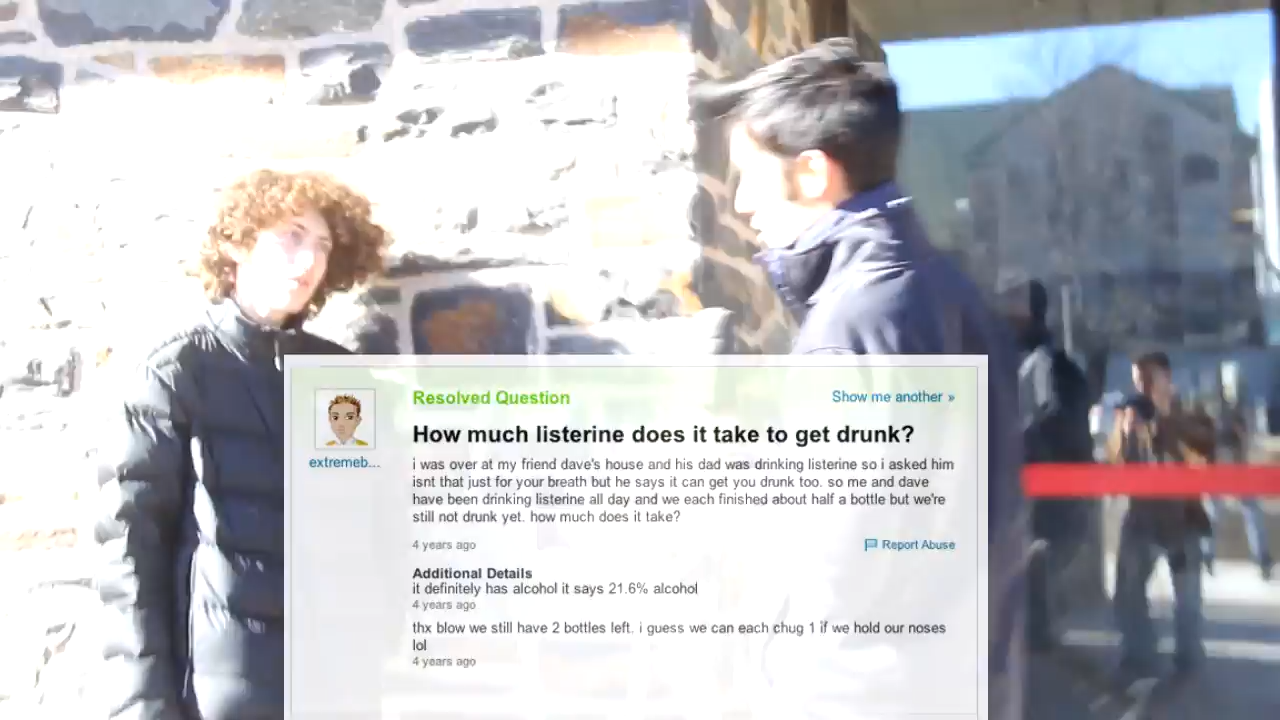 Resolved Question
Show me another »
How much listerine does it take to get drunk?
extremeb...
i was over at my friend dave's house and his dad was drinking listerine so i asked him
isnt that just for your breath but he says it can get you drunk too. so me and dave
have been drinking listerine all day and we each finished about half a bottle but we're
still not drunk yet. how much does it take?
4 years ago
Report Abuse
Additional Details
it definitely has alcohol it says 21.6% alcohol
4 years ago
thx blow we still have 2 bottles left. i guess we can each chug 1 if we hold our noses
lol
4 years ago